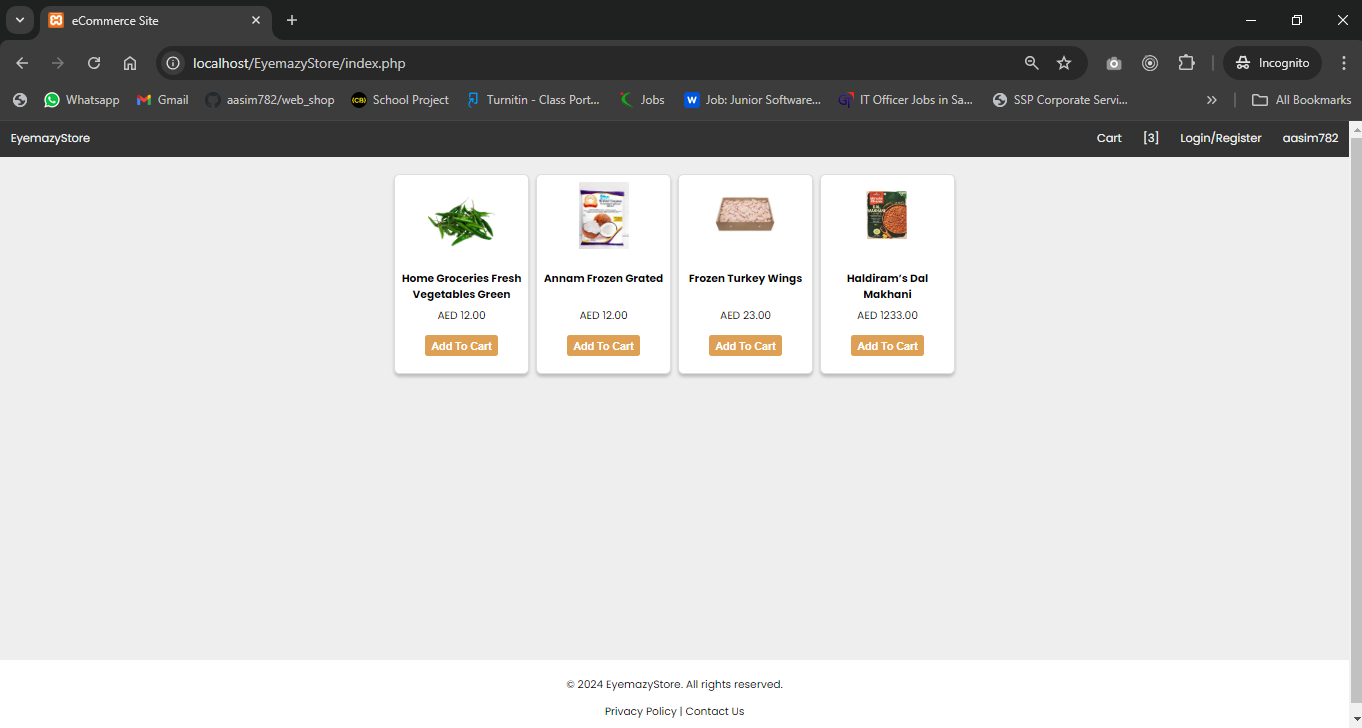 eCommerce Site
localhost/EyemazyStore/index.php
Incognito
Whatsapp
Gmail
aasim782/web_shop
School Project
Turnitin - Class Port...
Jobs
Job: Junior Software...
IT Officer Jobs in Sa...
SSP Corporate Servi...
All Bookmarks
EyemazyStore
Cart
[3]
Login/Register
aasim782
Home Groceries Fresh
Vegetables Green
AED 12.00
Add To Cart
Annam Frozen Grated
AED 12.00
Add To Cart
Frozen Turkey Wings
AED 23.00
Add To Cart
Haldiram’s Dal
Makhani
AED 1233.00
Add To Cart
© 2024 EyemazyStore. All rights reserved.
Privacy Policy | Contact Us